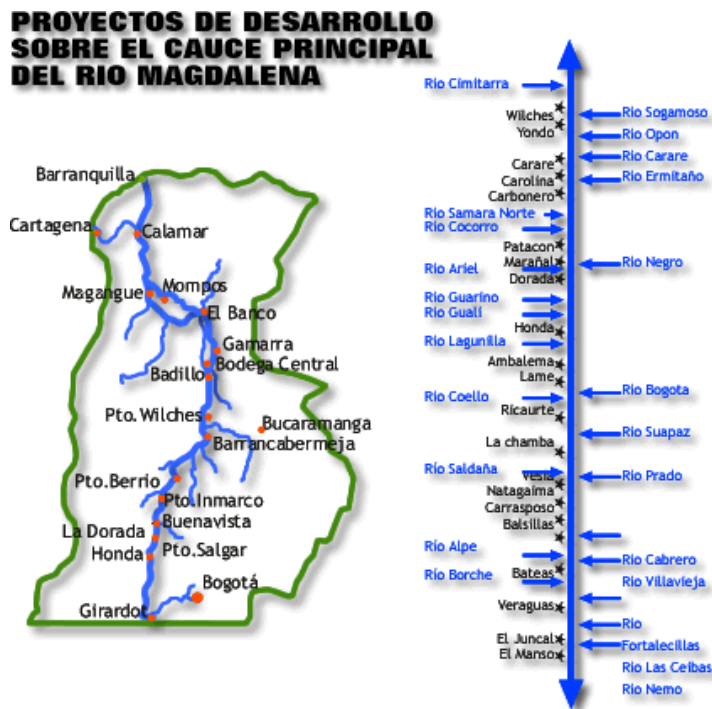 PROYECTOS DE DESARROLLO
SOBRE EL CAUCE PRINCIPAL
DEL RIO MAGDALENA
Barranquilla
Cartagena
Calamar
Mompos
Magangue
El Banco
Gamarra
Bodega Central
Badillo
Pto.Wilches
Bucaramanga
Barrancabermeja
Pto.Berrio
Pto.Inmarco
Buenavista
La Dorada
Honda
Pto.Salgar
Bogotá
Girardot
Rio Cimitarra
Wilches
Yondo
Carare
Carolina
Carbonero
Rio Samara Norte
Rio Cocorro
Patacon
Marañal
Rio Ariel
Dorada
Rio Guarino
Rio Guali
Honda
Rio Lagunilla
Ambalema
Lame
Rio Coello
Ricaurte
La chamba
Río Saldaña
Vesia
Natagaima
Carrasposo
Balsillas
Río Alpe
Río Borche
Bateas
Veraguas
El Juncal
El Manso
Rio Sogamoso
Rio Opon
Rio Carare
Rio Ermitaño
Rio Negro
Rio Bogota
Rio Suapaz
Rio Prado
Rio Cabrero
Rio Villavieja
Rio
Fortalecillas
Rio Las Ceibas
Rio Nemo